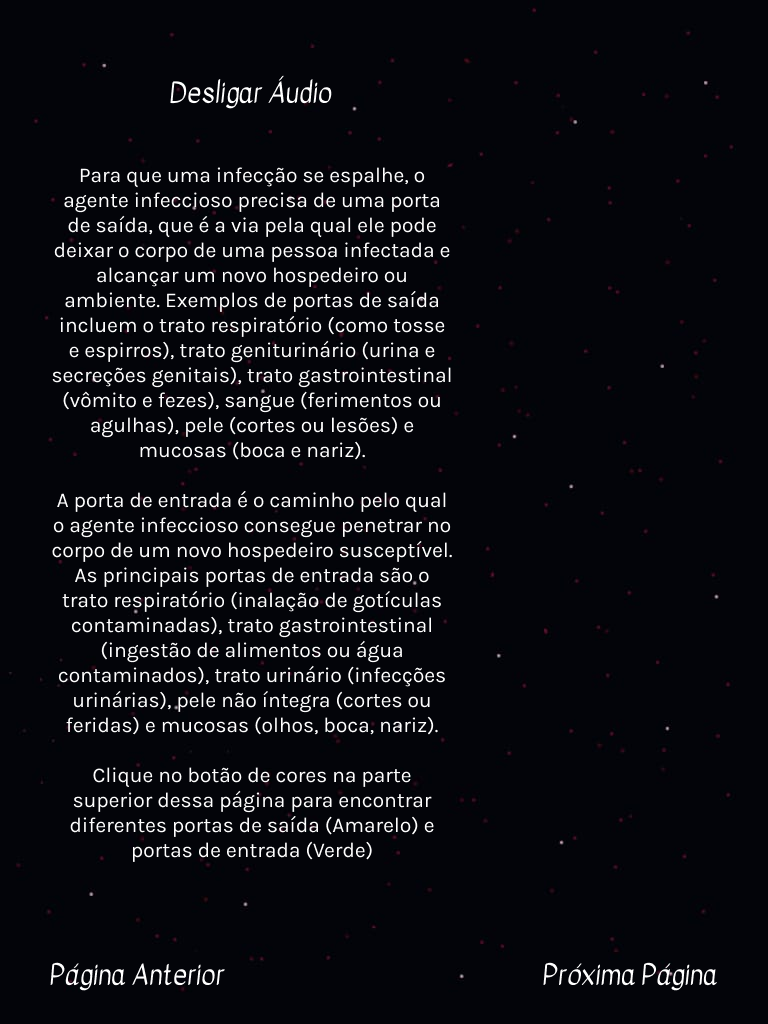 Desligar Áudio
Para que uma infecção se espalhe, o
agente infeccioso precisa de uma porta
de saída, que é a via pela qual ele pode
deixar o corpo de uma pessoa infectada e
alcançar um novo hospedeiro ou
ambiente. Exemplos de portas de saída
incluem o trato respiratório (como tosse
e espirros), trato geniturinário (urina e
secreções genitais), trato gastrointestinal
(vômito e fezes), sangue (ferimentos ou
agulhas), pele (cortes ou lesões) e
mucosas (boca e nariz).
A porta de entrada é o caminho pelo qual
o agente infeccioso consegue penetrar no
corpo de um novo hospedeiro susceptível.
As principais portas de entrada são o
trato respiratório (inalação de gotículas
contaminadas), trato gastrointestinal
(ingestão de alimentos ou água
contaminados), trato urinário (infecções
urinárias), pele não íntegra (cortes ou
feridas) e mucosas (olhos, boca, nariz).
Clique no botão de cores na parte
superior dessa página para encontrar
diferentes portas de saída (Amarelo) e
portas de entrada (Verde)
Página Anterior
Próxima Página